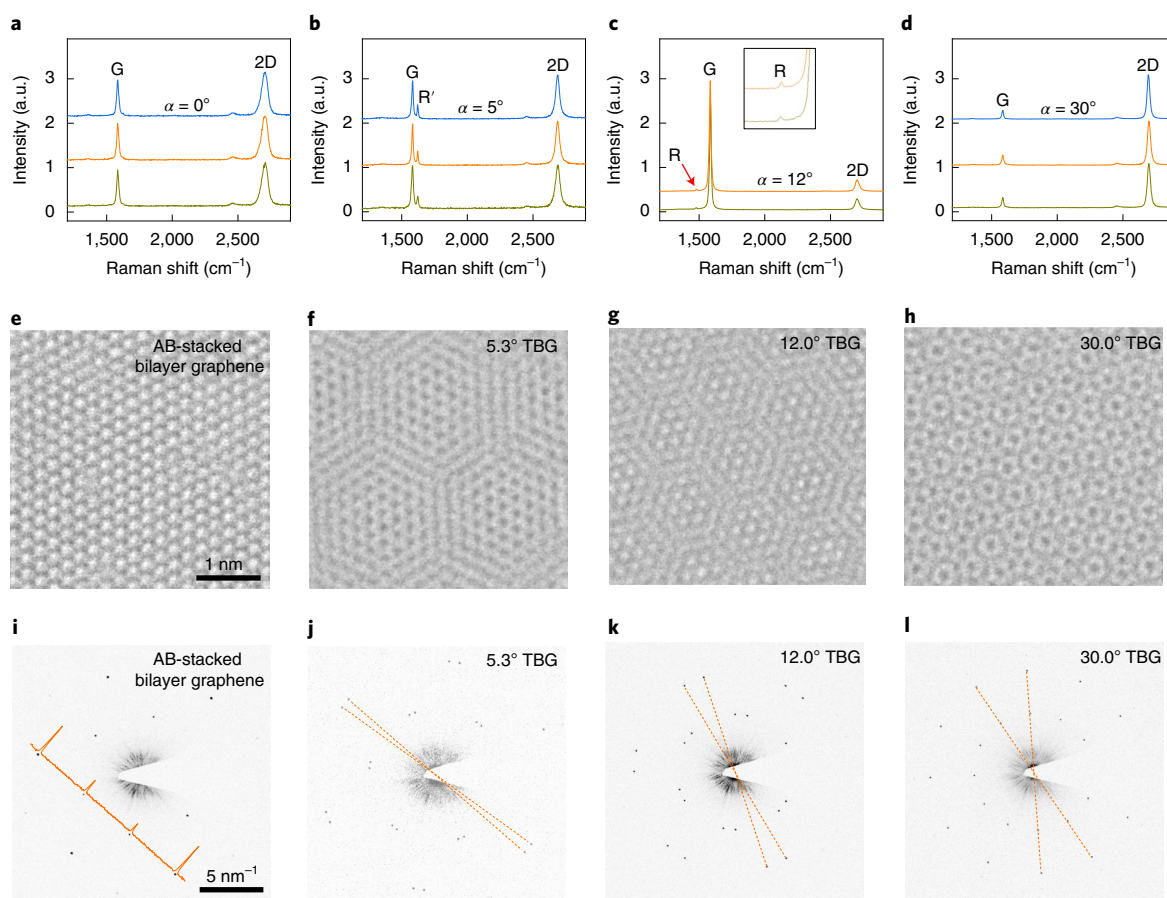 a
Intensity (a.u.)
3
2
1
0
G
α = 0°
2D
1,500 2,000 2,500
Raman shift (cm⁻¹)
b
Intensity (a.u.)
3
2
1
0
G
R′
α = 5°
2D
1,500 2,000 2,500
Raman shift (cm⁻¹)
c
Intensity (a.u.)
3
2
1
0
G
R
R
α = 12°
2D
1,500 2,000 2,500
Raman shift (cm⁻¹)
d
Intensity (a.u.)
3
2
1
0
G
α = 30°
2D
1,500 2,000 2,500
Raman shift (cm⁻¹)
e
AB-stacked
bilayer graphene
1 nm
f
5.3° TBG
g
12.0° TBG
h
30.0° TBG
i
AB-stacked
bilayer graphene
5 nm⁻¹
j
5.3° TBG
k
12.0° TBG
l
30.0° TBG